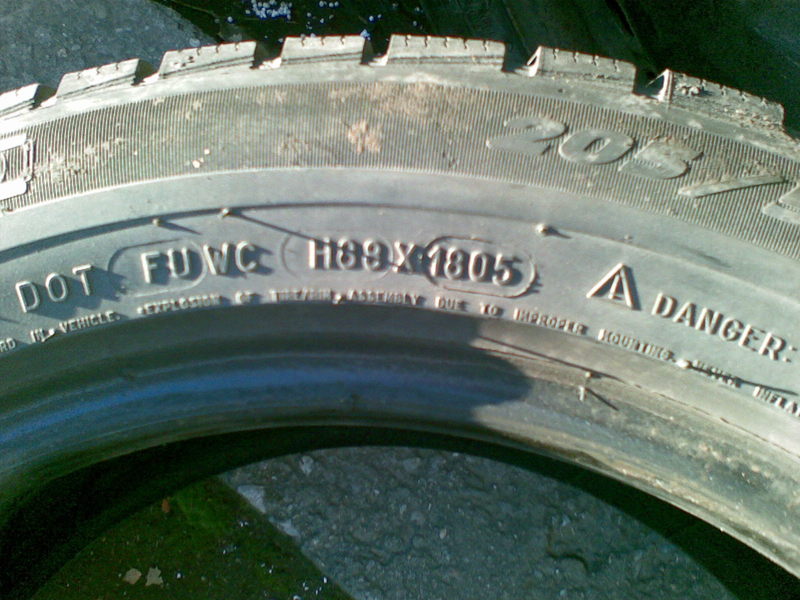 205/
DOT FUWC H89X 1805 DANGER:
IN VEHICLE. EXPLOSION OF TIRE/RIM ASSEMBLY DUE TO IMPROPER MOUNTING.